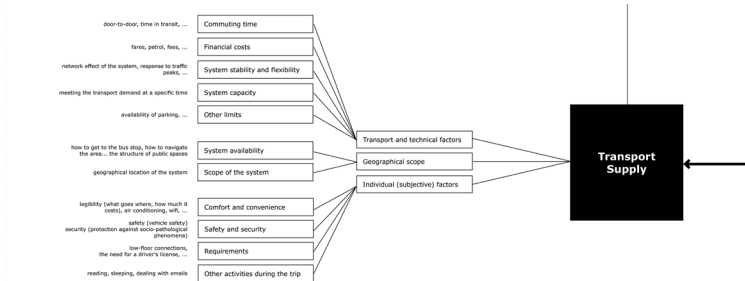 door-to-door, time in transit, ...
Commuting time
fares, petrol, fees, ...
Financial costs
network effect of the system, response to traffic
peaks, ...
System stability and flexibility
meeting the transport demand at a specific time
System capacity
availability of parking, ...
Other limits
how to get to the bus stop, how to navigate
the area... the structure of public spaces
System availability
geographical location of the system
Scope of the system
legibility (what goes where, how much it
costs), air conditioning, wifi, ...
Comfort and convenience
safety (vehicle safety)
security (protection against socio-pathological
phenomena)
Safety and security
low-floor connections,
the need for a driver's license, ...
Requirements
reading, sleeping, dealing with emails
Other activities during the trip
Transport and technical factors
Geographical scope
Individual (subjective) factors
Transport
Supply